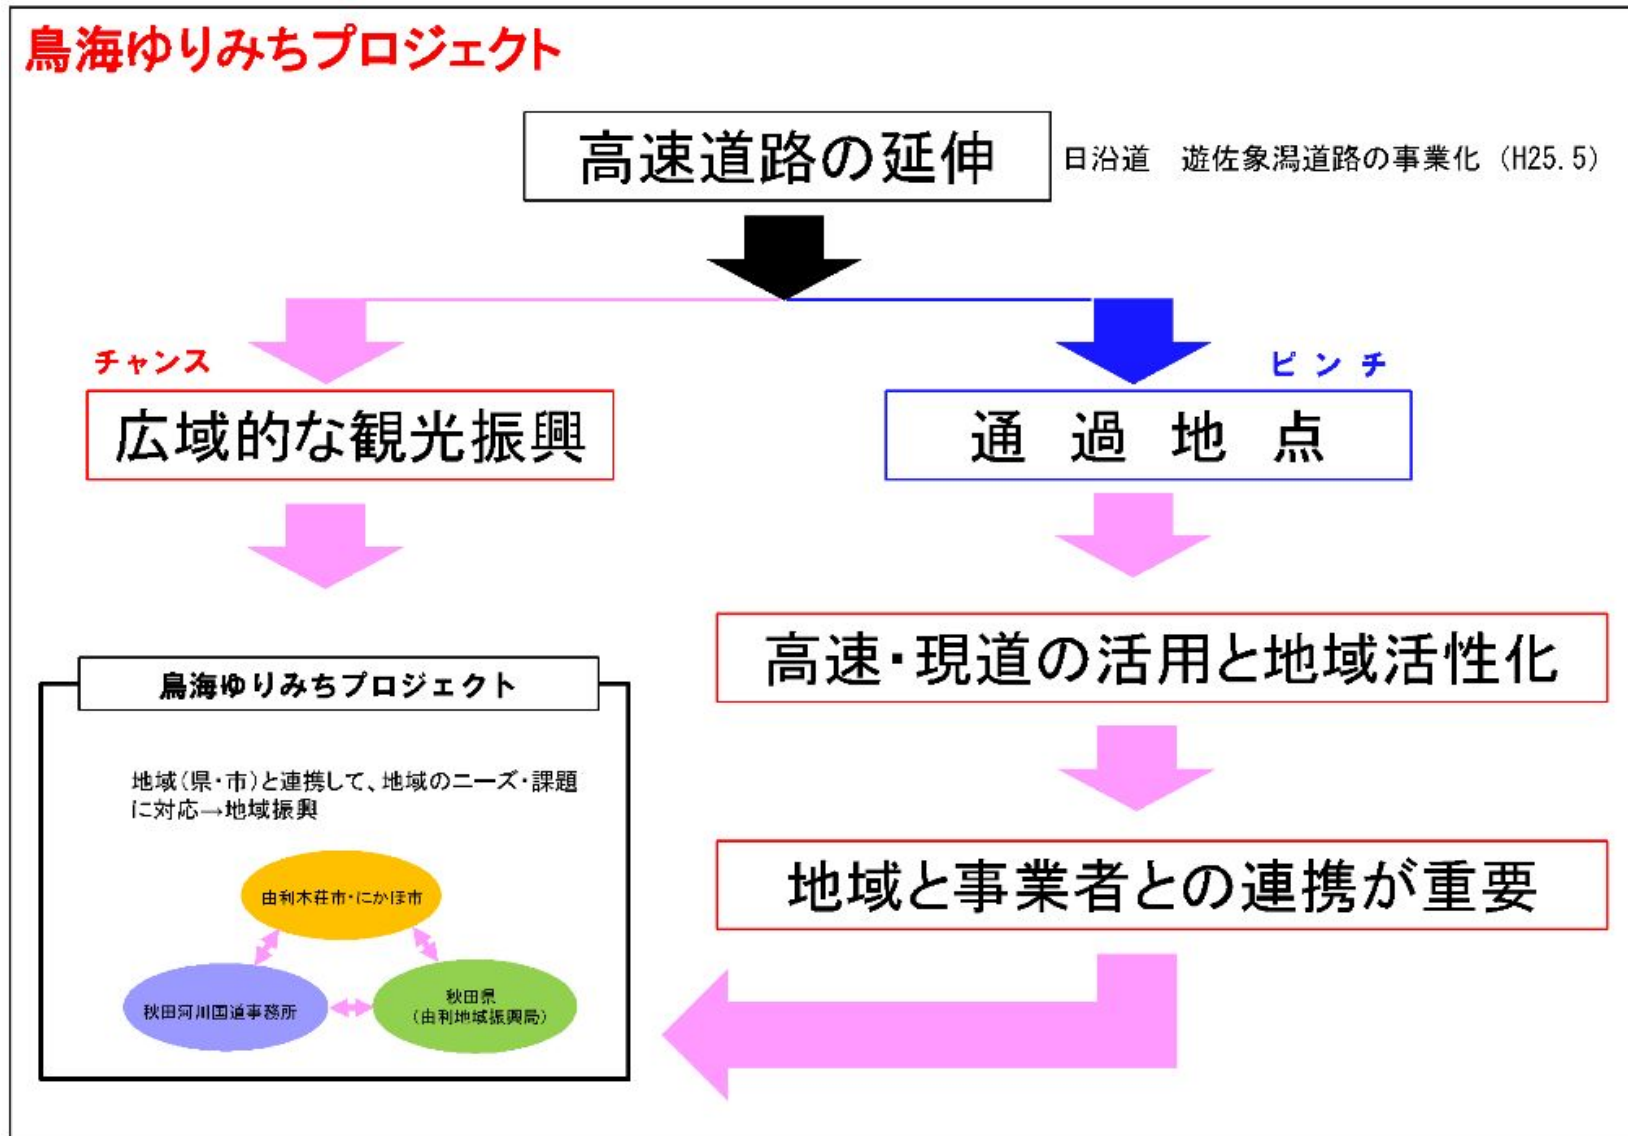 鳥海ゆりみちプロジェクト
高速道路の延伸
日沿道　遊佐象潟道路の事業化（H25.5）
チャンス
広域的な観光振興
ピンチ
通過地点
高速・現道の活用と地域活性化
地域と事業者との連携が重要
鳥海ゆりみちプロジェクト
地域（県・市）と連携して、地域のニーズ・課題
に対応→地域振興
由利本荘市・にかほ市
秋田河川国道事務所
秋田県
（由利地域振興局）